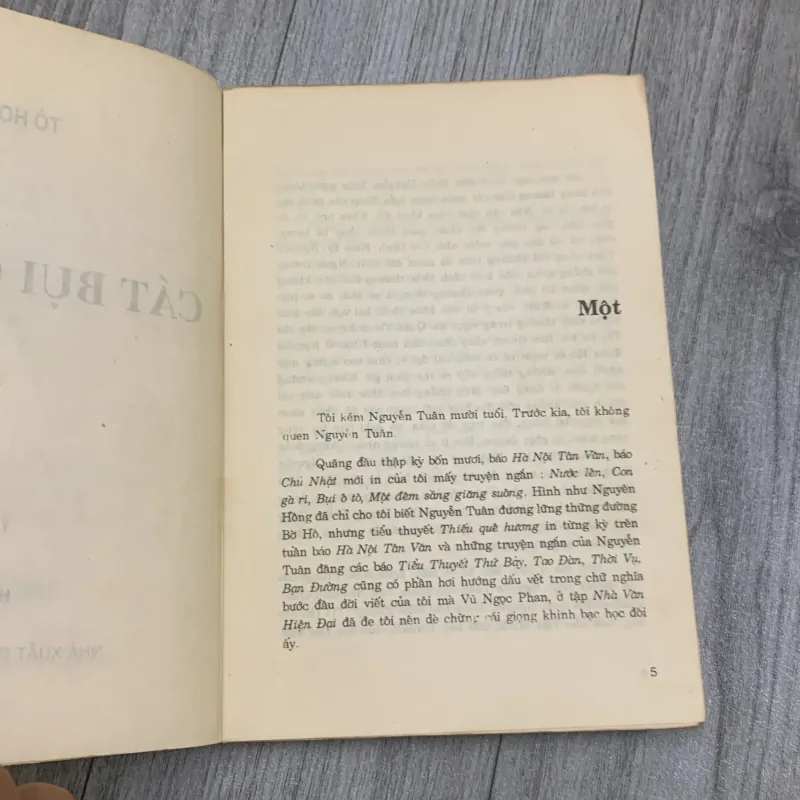 TÔ HO
CÁT BỤI
NHÀ XUẤT
Một
Tôi kém Nguyễn Tuân mười tuổi. Trước kia, tôi không
quen Nguyễn Tuân.
Quãng đầu thập kỷ bốn mươi, báo Hà Nội Tân Văn, báo
Chủ Nhật mới in của tôi mấy truyện ngắn : Nước lên, Con
gà ri, Bụi ô tô, Một đêm sáng giăng suông. Hình như Nguyên
Hồng đã chỉ cho tôi biết Nguyễn Tuân đương lững thững đường
Bờ Hồ, nhưng tiểu thuyết Thiếu quê hương in từng kỳ trên
tuần báo Hà Nội Tân Văn và những truyện ngắn của Nguyễn
Tuân đăng các báo Tiểu Thuyết Thứ Bảy, Tao Đàn, Thời Vụ,
Bạn Đường cũng có phần hơi hướng dấu vết trong chữ nghĩa
bước đầu đời viết của tôi mà Vũ Ngọc Phan, ở tập Nhà Văn
Hiện Đại đã đe tôi nên dè chừng cái giọng khinh bạc học đòi
ấy.
5